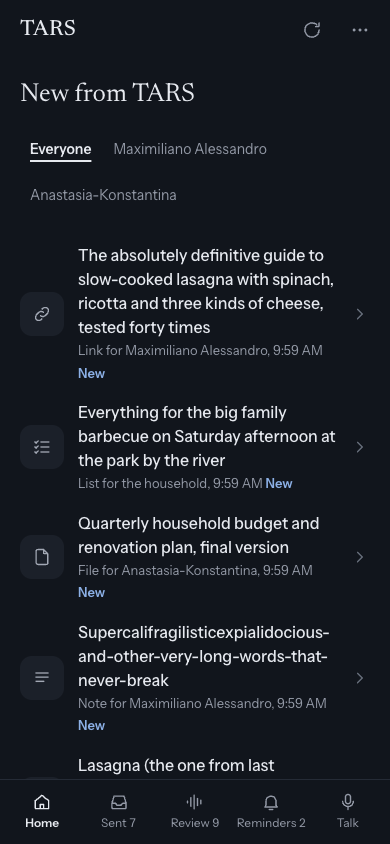 TARS
New from TARS
Everyone Maximiliano Alessandro
Anastasia-Konstantina
The absolutely definitive guide to
slow-cooked lasagna with spinach,
ricotta and three kinds of cheese,
tested forty times
Link for Maximiliano Alessandro, 9:59 AM
New
Everything for the big family
barbecue on Saturday afternoon at
the park by the river
List for the household, 9:59 AM New
Quarterly household budget and
renovation plan, final version
File for Anastasia-Konstantina, 9:59 AM
New
Supercalifragilisticexpialidocious-
and-other-very-long-words-that-
never-break
Note for Maximiliano Alessandro, 9:59 AM
New
Lasagna (the one from last
Home Sent 7 Review 9 Reminders 2 Talk